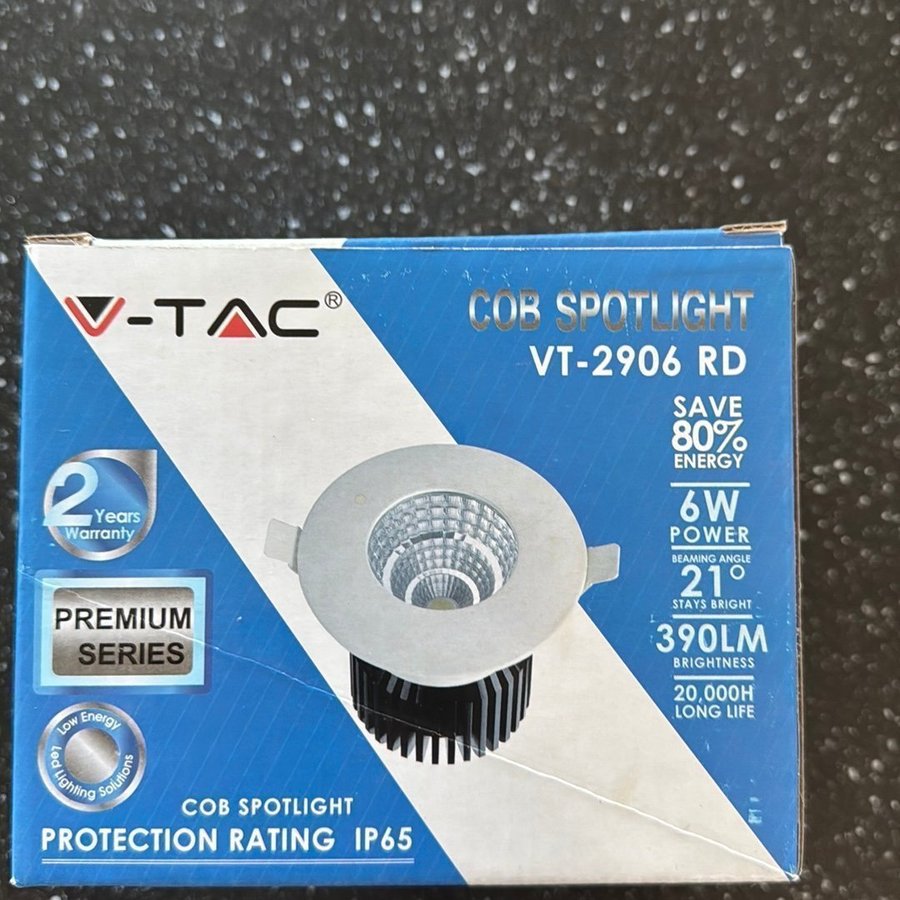 V-TAC®
COB SPOTLIGHT
VT-2906 RD
SAVE
80%
ENERGY
6W
POWER
BEAMING ANGLE
21°
STAYS BRIGHT
390LM
BRIGHTNESS
20,000H
LONG LIFE
2 Years
Warranty
PREMIUM
SERIES
Low Energy
Led Lighting Solutions
COB SPOTLIGHT
PROTECTION RATING IP65